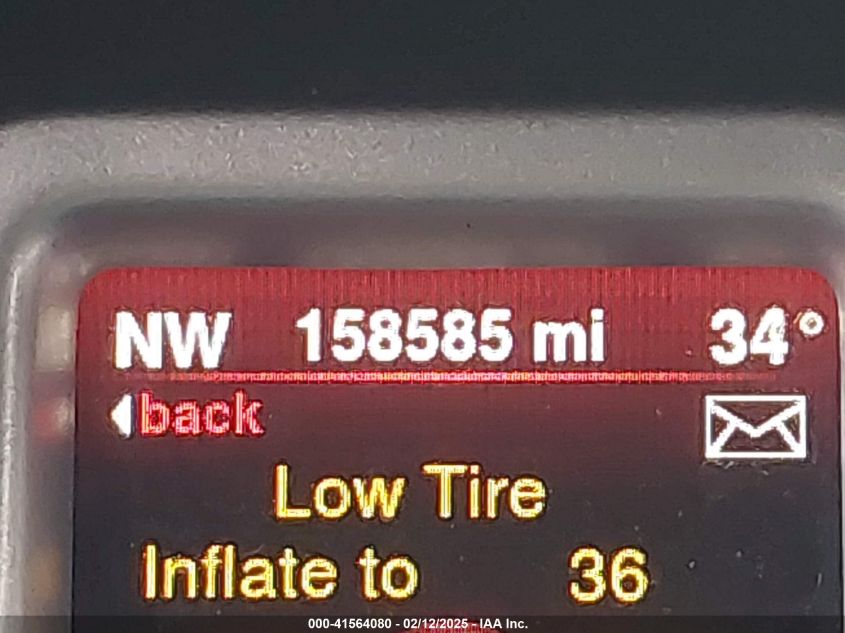 NW 158585 mi 34°
back
Low Tire
Inflate to 36
000-41564080 - 02/12/2025 - IAA Inc.